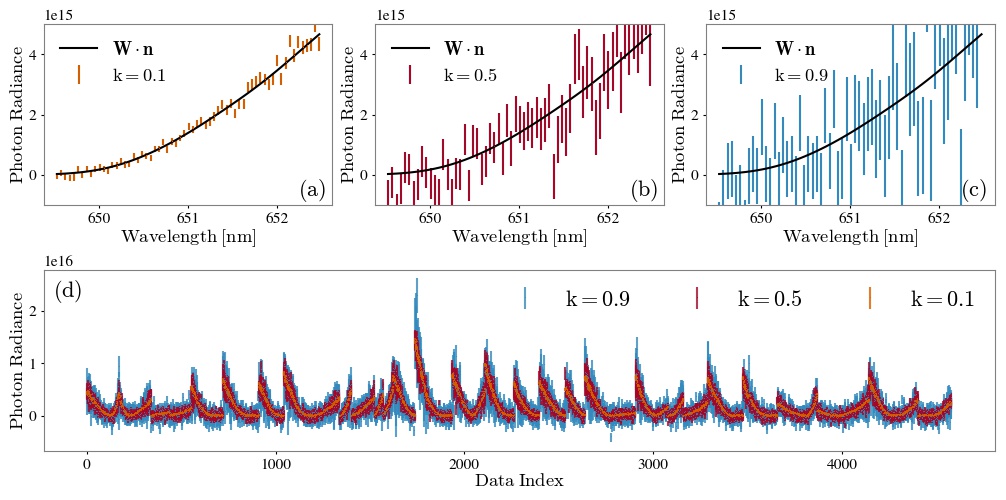 1e15
Photon Radiance
4
2
0
W · n
k = 0.1
(a)
650
651
652
Wavelength [nm]
1e15
Photon Radiance
4
2
0
W · n
k = 0.5
(b)
650
651
652
Wavelength [nm]
1e15
Photon Radiance
4
2
0
W · n
k = 0.9
(c)
650
651
652
Wavelength [nm]
1e16
Photon Radiance
2
1
0
(d)
k = 0.9
k = 0.5
k = 0.1
0
1000
2000
3000
4000
Data Index